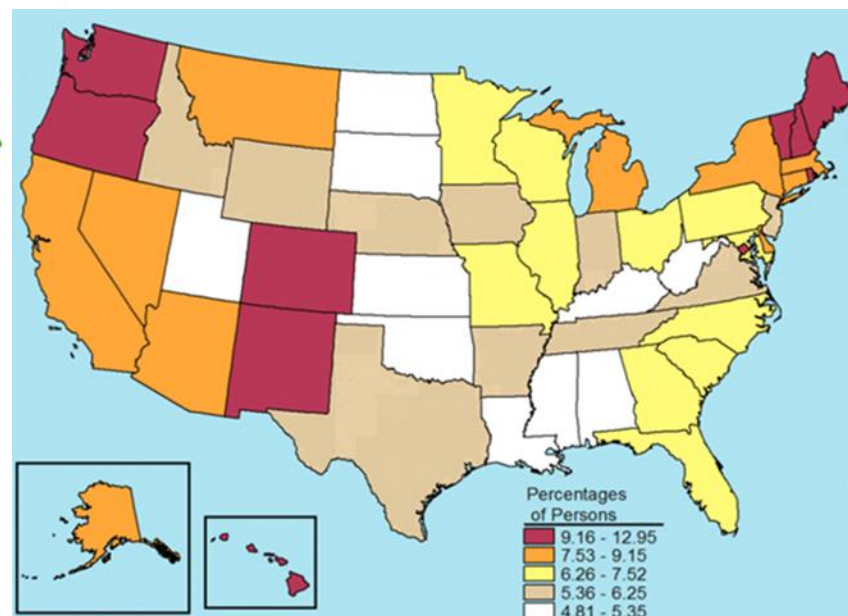 Percentages
of Persons
9.16 - 12.95
7.53 - 9.15
6.26 - 7.52
5.36 - 6.25
4.81 - 5.35